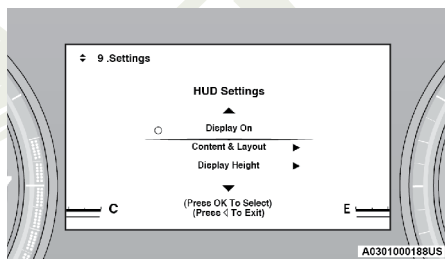 9 .Settings
HUD Settings
Display On
Content & Layout
Display Height
(Press OK To Select)
(Press ◁ To Exit)
C
E
A0301000188US